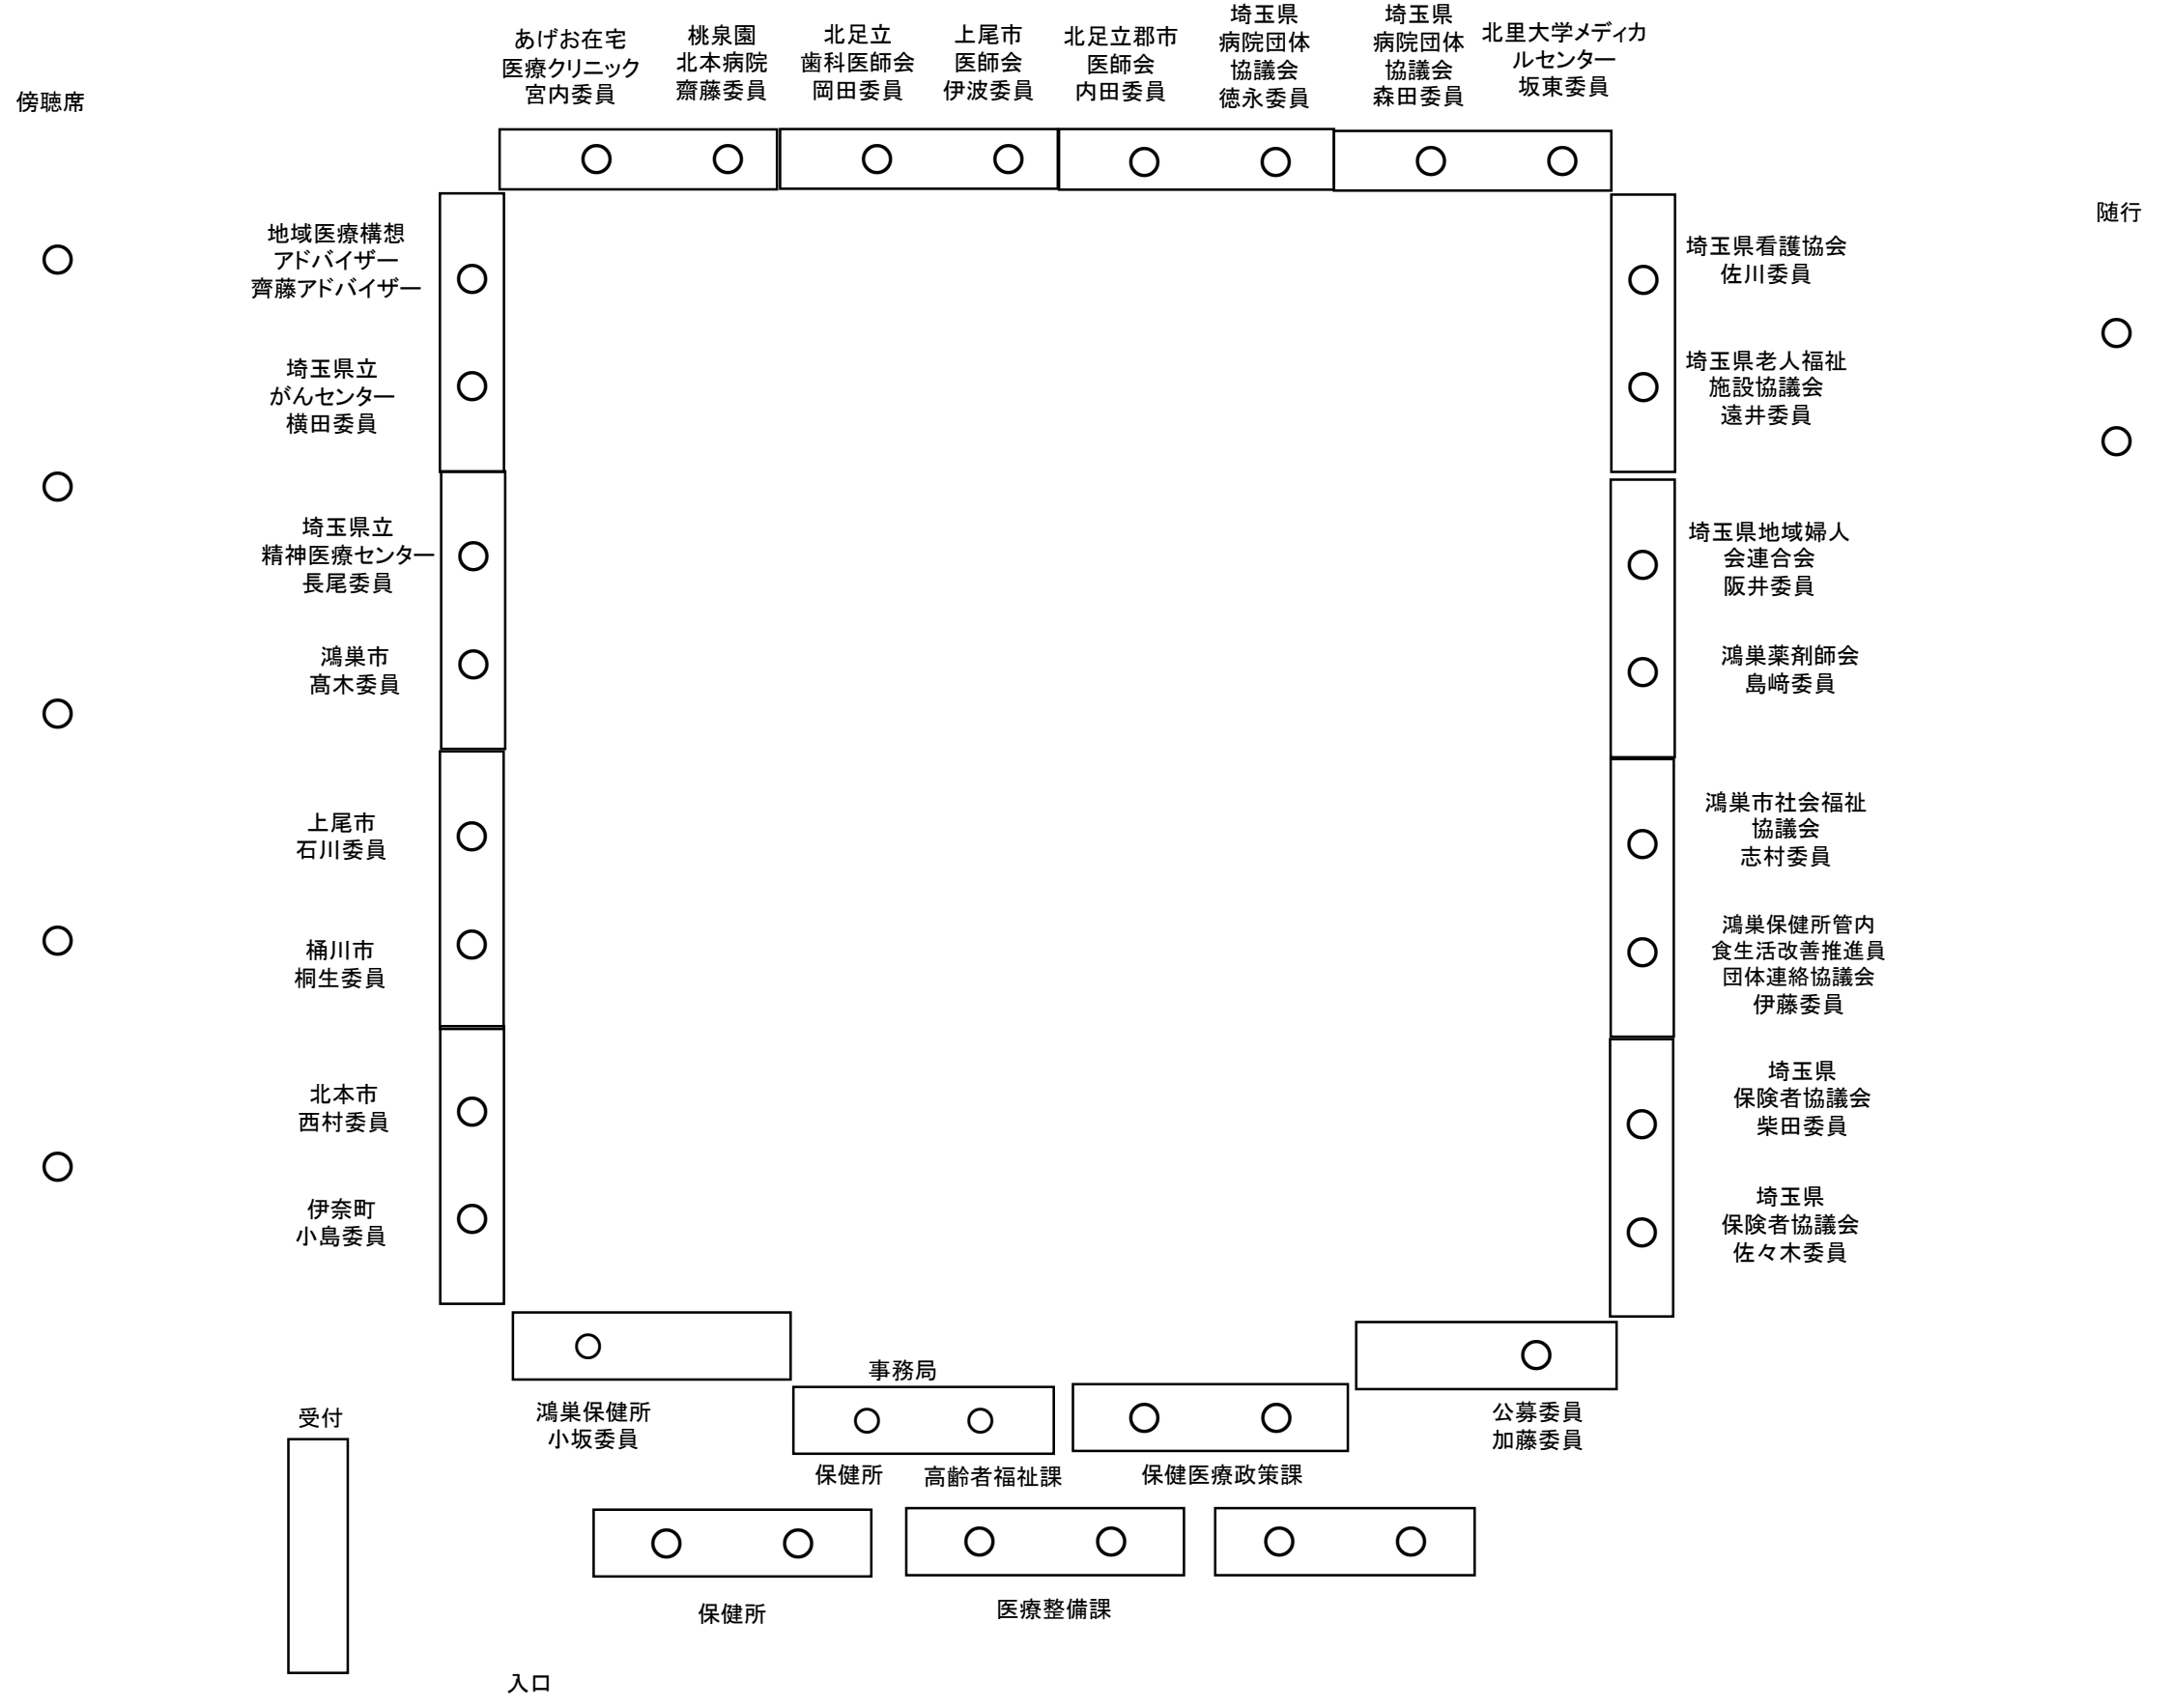 傍聴席
あげお在宅
医療クリニック
宮内委員
桃泉園
北本病院
齋藤委員
北足立
歯科医師会
岡田委員
上尾市
医師会
伊波委員
北足立郡市
医師会
内田委員
埼玉県
病院団体
協議会
徳永委員
埼玉県
病院団体
協議会
森田委員
北里大学メディカ
ルセンター
坂東委員
随行
地域医療構想
アドバイザー
齊藤アドバイザー
埼玉県立
がんセンター
横田委員
埼玉県立
精神医療センター
長尾委員
鴻巣市
髙木委員
上尾市
石川委員
桶川市
桐生委員
北本市
西村委員
伊奈町
小島委員
埼玉県看護協会
佐川委員
埼玉県老人福祉
施設協議会
遠井委員
埼玉県地域婦人
会連合会
阪井委員
鴻巣薬剤師会
島﨑委員
鴻巣市社会福祉
協議会
志村委員
鴻巣保健所管内
食生活改善推進員
団体連絡協議会
伊藤委員
埼玉県
保険者協議会
柴田委員
埼玉県
保険者協議会
佐々木委員
鴻巣保健所
小坂委員
事務局
保健所
高齢者福祉課
保健医療政策課
公募委員
加藤委員
受付
保健所
医療整備課
入口